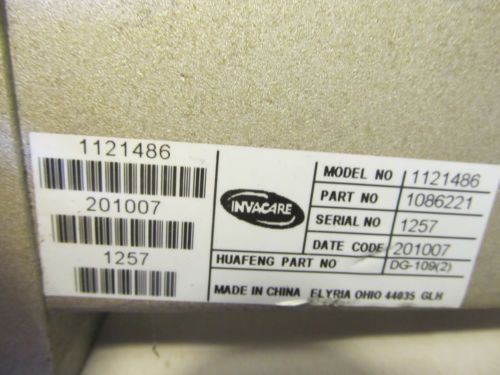 1121486
201007
1257
INVACARE
MODEL NO 1121486
PART NO 1086221
SERIAL NO 1257
DATE CODE 201007
HUAFENG PART NO DG-109(2)
MADE IN CHINA ELYRIA OHIO 44035 GLH